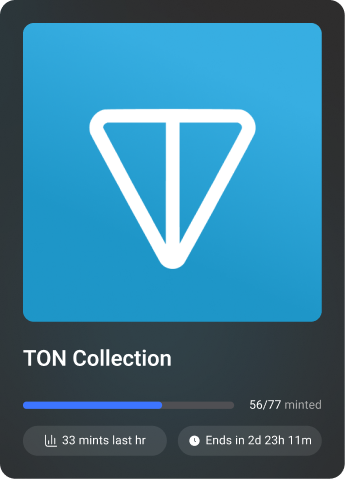 TON Collection
56/77 minted
33 mints last hr
Ends in 2d 23h 11m